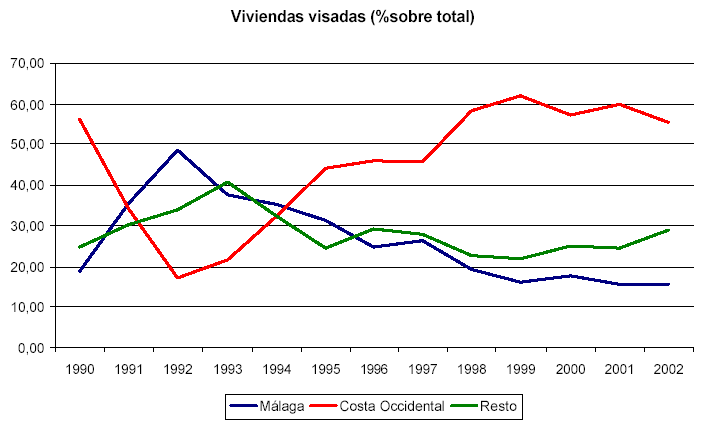 Viviendas visadas (%sobre total)
70,00
60,00
50,00
40,00
30,00
20,00
10,00
0,00
1990 1991 1992 1993 1994 1995 1996 1997 1998 1999 2000 2001 2002
Málaga Costa Occidental Resto